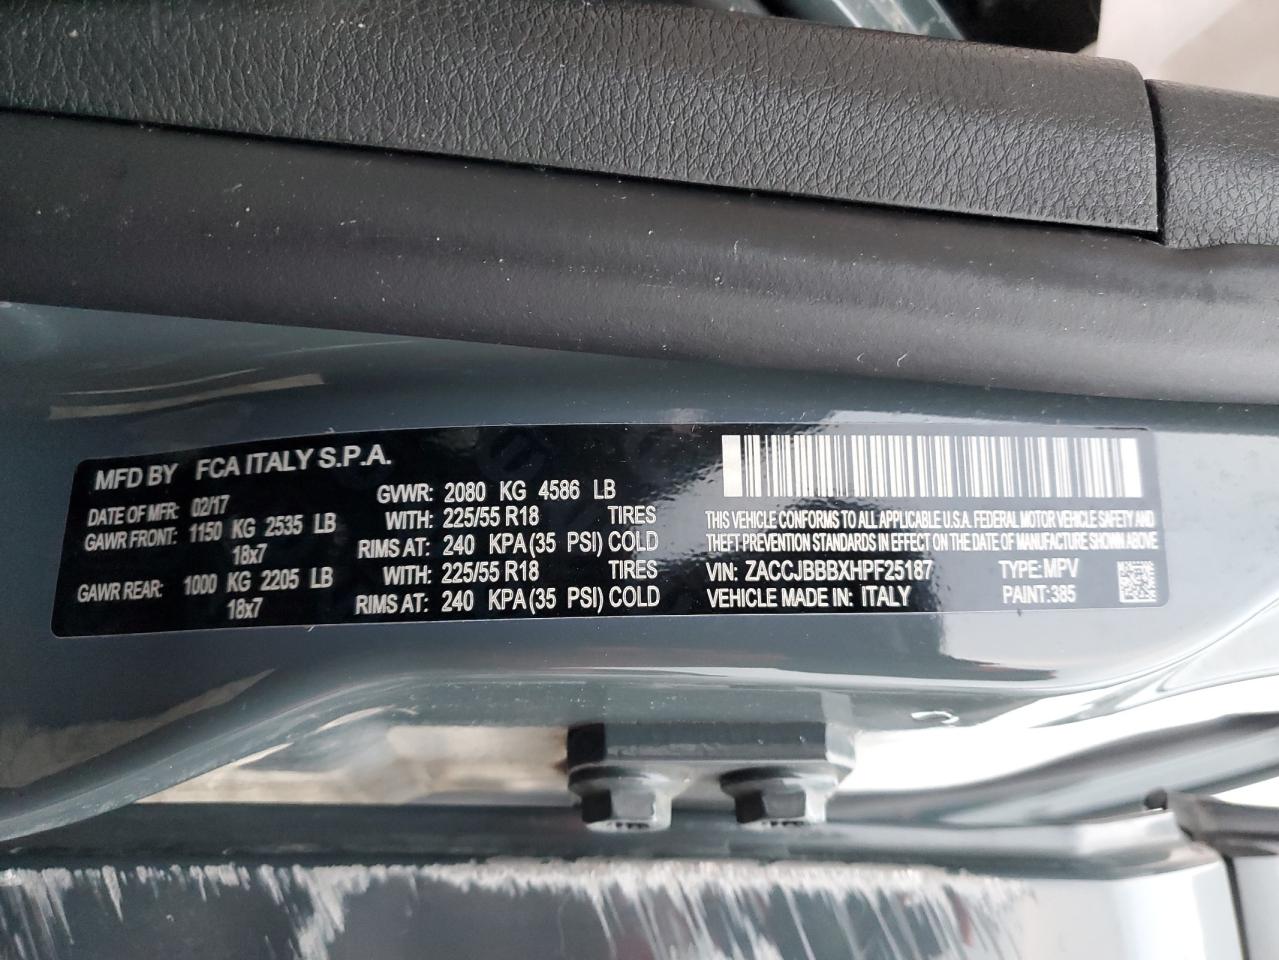 MFD BY FCA ITALY S.P.A.
DATE OF MFR: 02/17 GVWR: 2080 KG 4586 LB
GAWR FRONT: 1150 KG 2535 LB WITH: 225/55 R18 TIRES
18x7 RIMS AT: 240 KPA(35 PSI) COLD
GAWR REAR: 1000 KG 2205 LB WITH: 225/55 R18 TIRES
18x7 RIMS AT: 240 KPA(35 PSI) COLD
THIS VEHICLE CONFORMS TO ALL APPLICABLE U.S.A. FEDERAL MOTOR VEHICLE SAFETY AND
THEFT PREVENTION STANDARDS IN EFFECT ON THE DATE OF MANUFACTURE SHOWN ABOVE
VIN: ZACCJBBBXHPF25187 TYPE: MPV
VEHICLE MADE IN: ITALY PAINT: 385